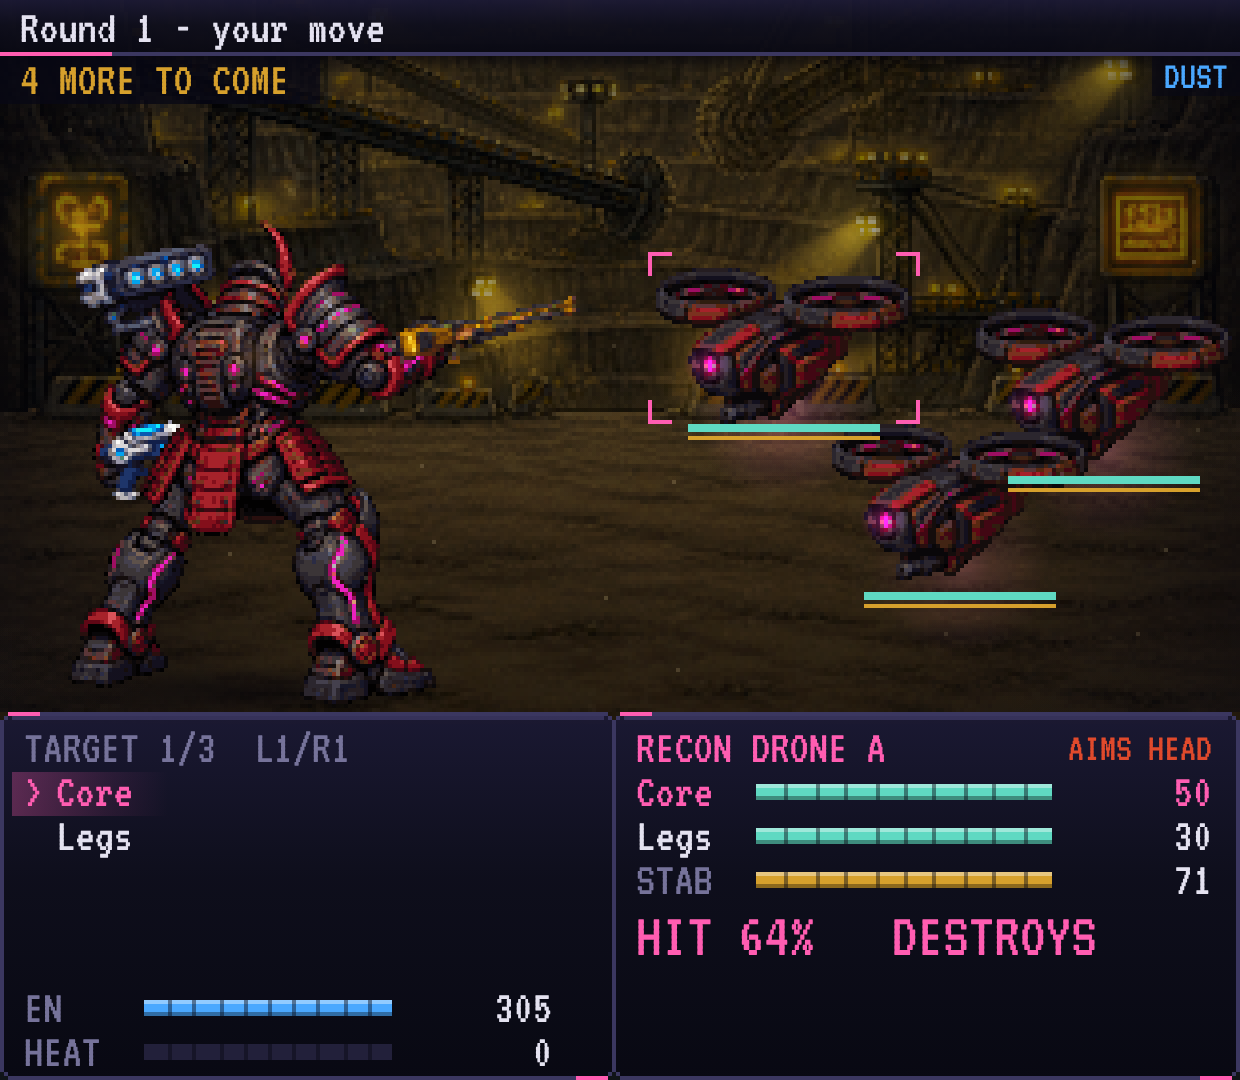 Round 1 - your move
4 MORE TO COME
DUST
TARGET 1/3 L1/R1
> Core
Legs
EN 305
HEAT 0
RECON DRONE A AIMS HEAD
Core 50
Legs 30
STAB 71
HIT 64% DESTROYS